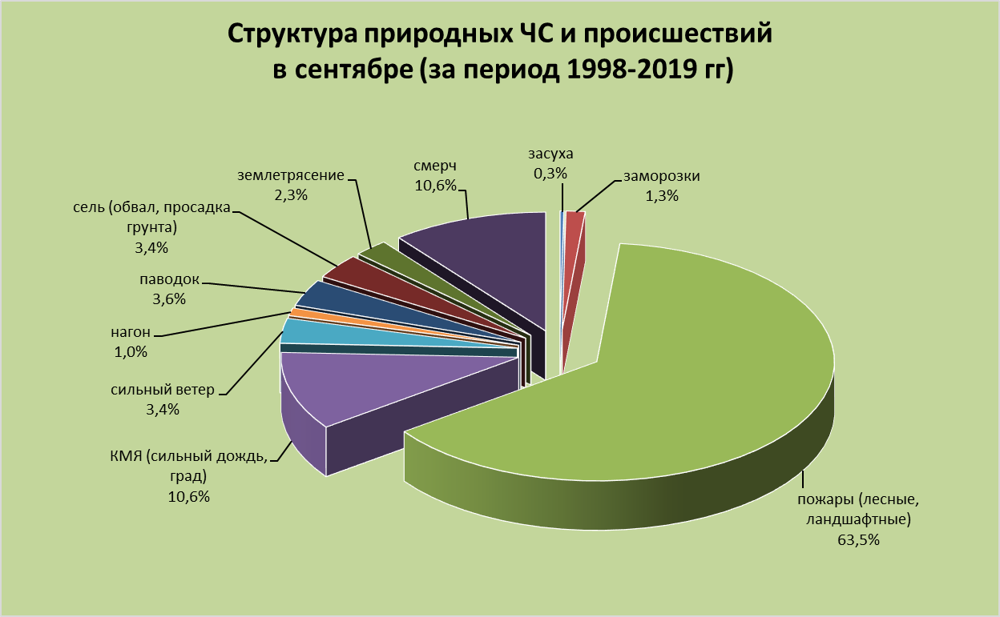 Структура природных ЧС и происшествий
в сентябре (за период 1998-2019 гг)
засуха
0,3%
заморозки
1,3%
смерч
10,6%
землетрясение
2,3%
сель (обвал, просадка
грунта)
3,4%
паводок
3,6%
нагон
1,0%
сильный ветер
3,4%
КМЯ (сильный дождь,
град)
10,6%
пожары (лесные,
ландшафтные)
63,5%